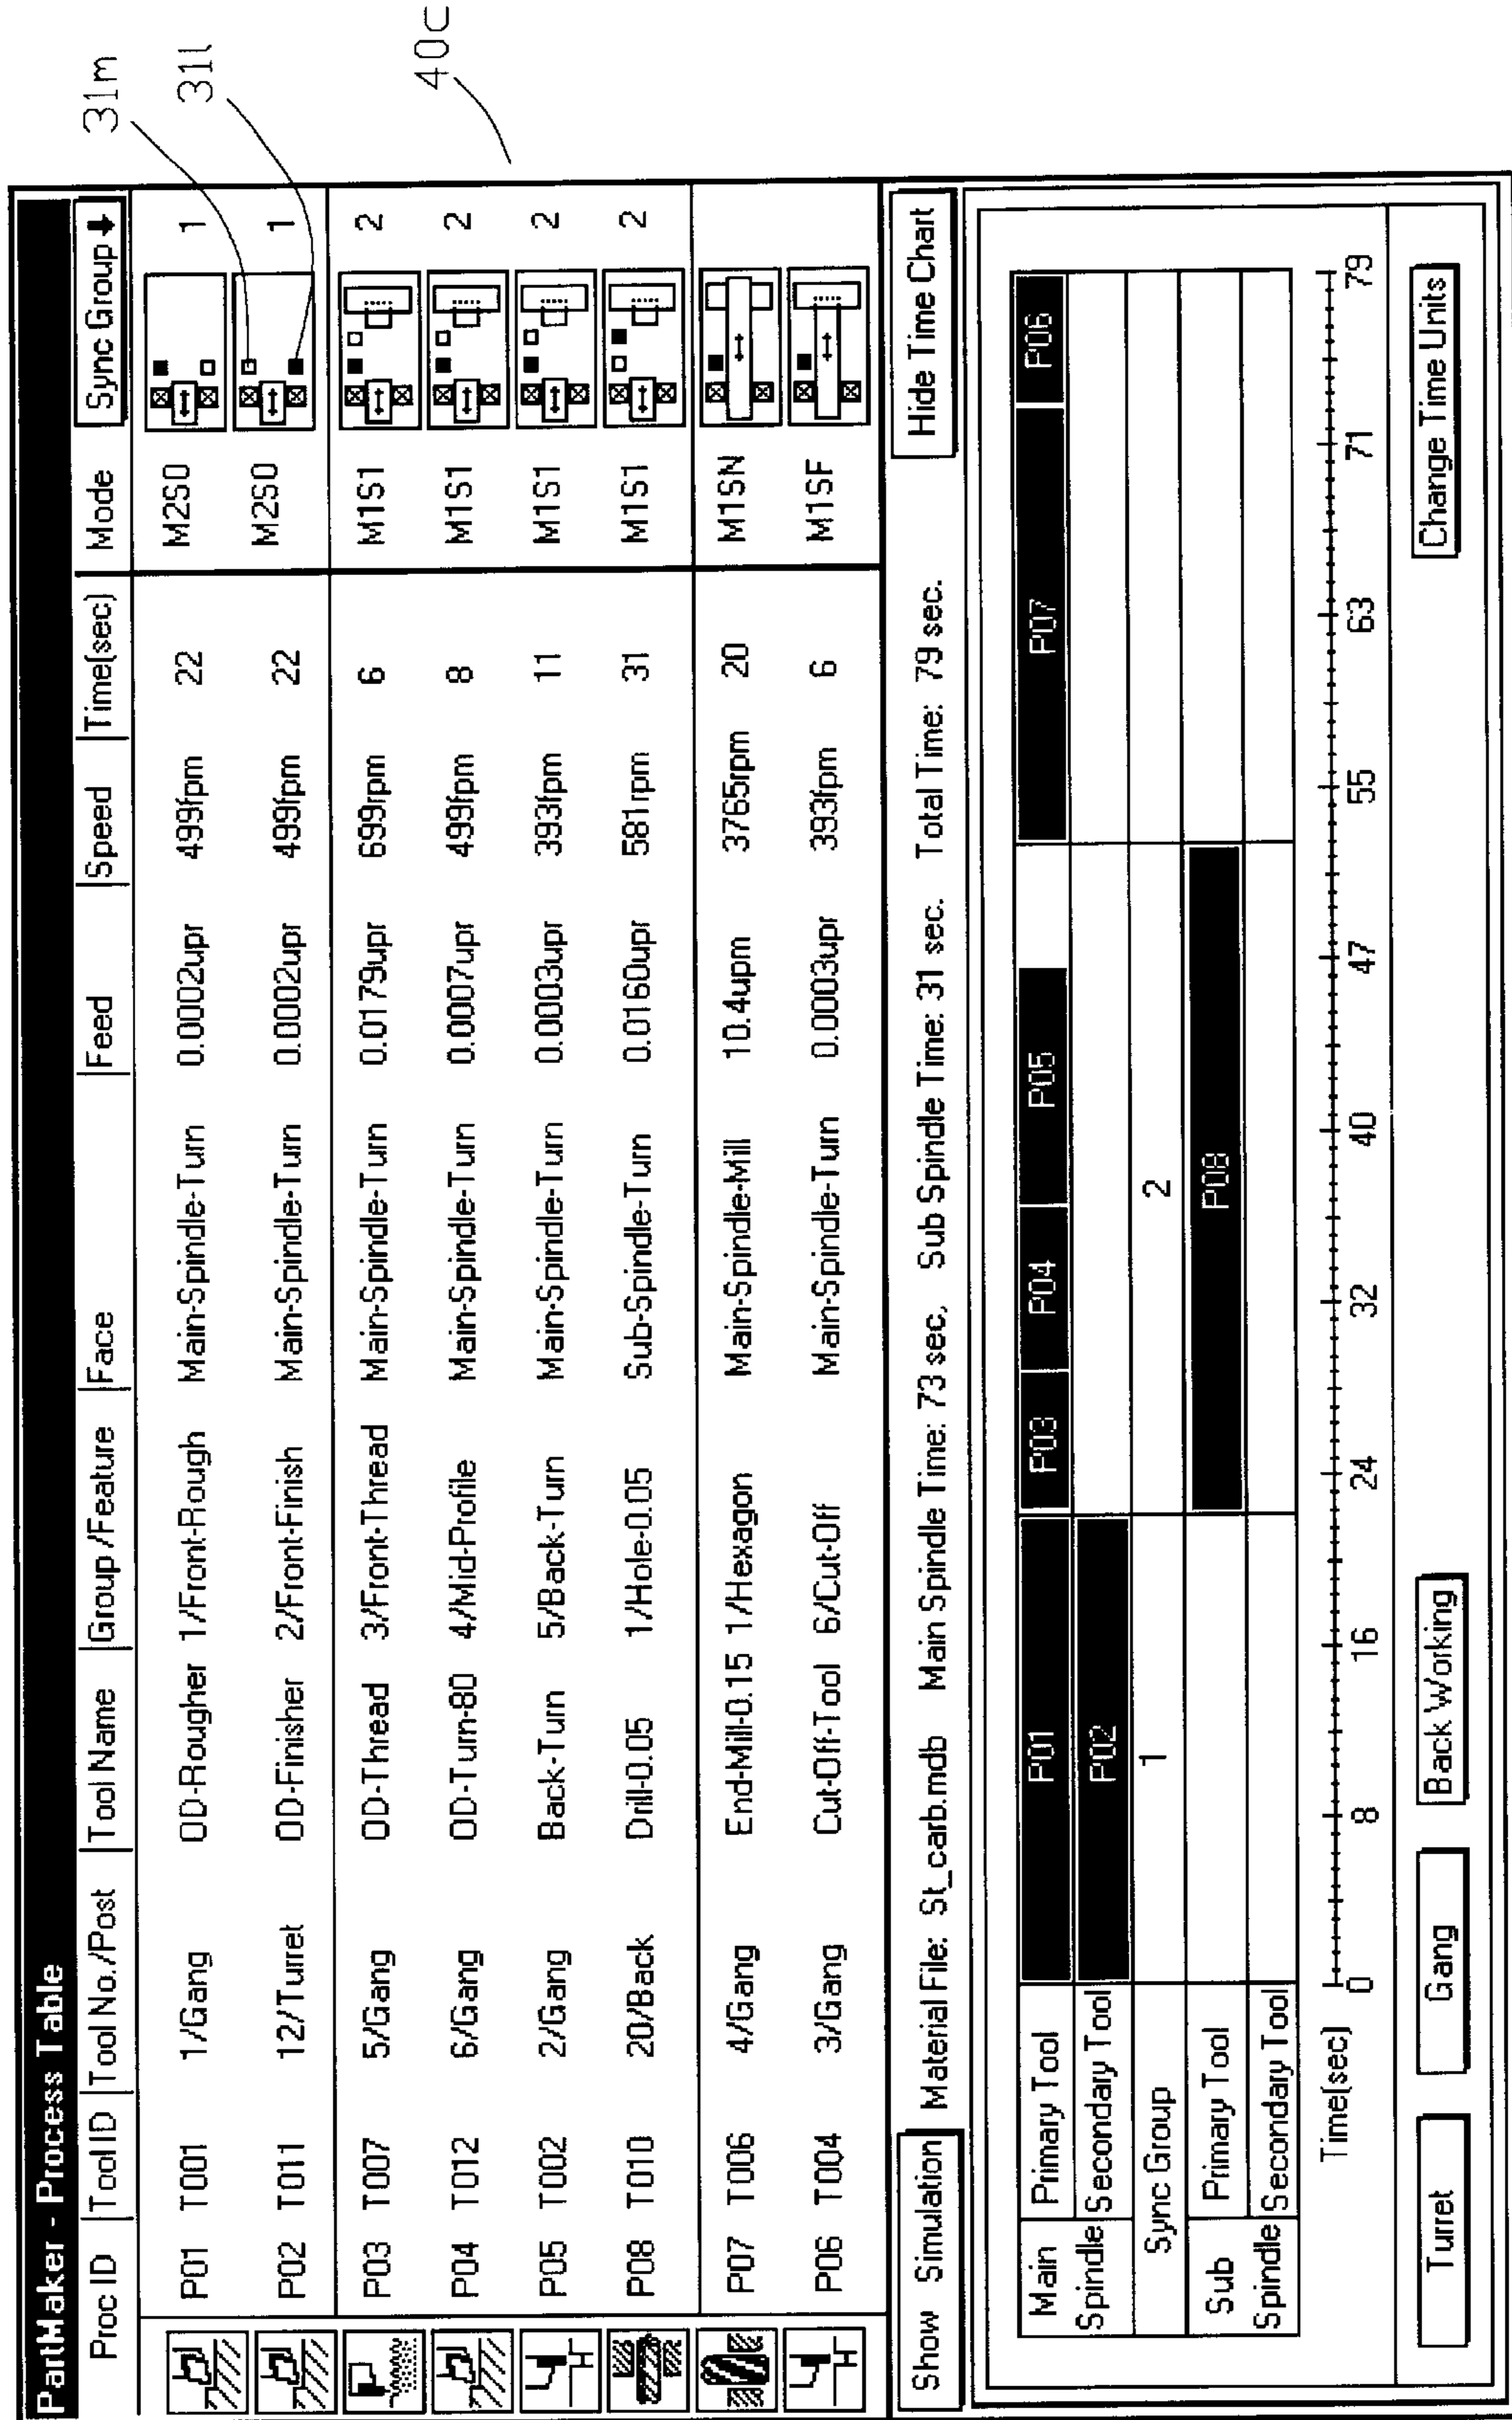 PartMaker - Process Table
Proc ID Tool ID Tool No./Post Tool Name Group /Feature Face Feed Speed Time(sec) Mode Sync Group
P01 T001 1/Gang OD-Rougher 1/Front-Rough Main-Spindle-Turn 0.0002upr 499fpm 22 M2S0 1
P02 T011 12/Turret OD-Finisher 2/Front-Finish Main-Spindle-Turn 0.0002upr 499fpm 22 M2S0 1
P03 T007 5/Gang OD-Thread 3/Front-Thread Main-Spindle-Turn 0.0179upr 699rpm 6 M1S1 2
P04 T012 6/Gang OD-Turn-80 4/Mid-Profile Main-Spindle-Turn 0.0007upr 499fpm 8 M1S1 2
P05 T002 2/Gang Back-Turn 5/Back-Turn Main-Spindle-Turn 0.0003upr 393fpm 11 M1S1 2
P08 T010 20/Back Drill-0.05 1/Hole-0.05 Sub-Spindle-Turn 0.0160upr 581rpm 31 M1S1 2
P07 T006 4/Gang End-Mill-0.15 1/Hexagon Main-Spindle-Mill 10.4upm 3765rpm 20 M1SN
P06 T004 3/Gang Cut-Off-Tool 6/Cut-Off Main-Spindle-Turn 0.0003upr 393fpm 6 M1SF
31m
31l
40c
Show Simulation Material File: St_carb.mdb Main Spindle Time: 73 sec, Sub Spindle Time: 31 sec. Total Time: 79 sec. Hide Time Chart
Main Spindle Primary Tool P01 P03 P04 P05 P07 P06
Secondary Tool P02
Sync Group 1 2
Sub Spindle Primary Tool P08
Secondary Tool
Time(sec) 0 8 16 24 32 40 47 55 63 71 79
Turret Gang Back Working Change Time Units